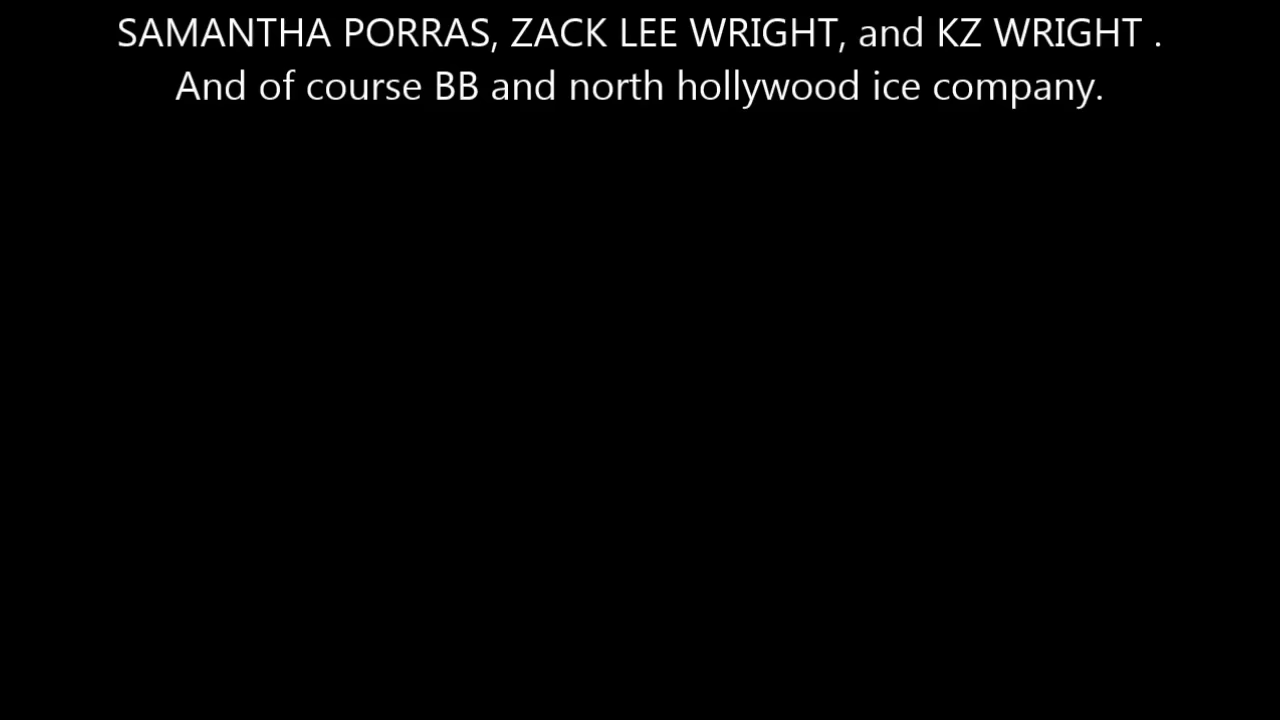 SAMANTHA PORRAS, ZACK LEE WRIGHT, and KZ WRIGHT .
And of course BB and north hollywood ice company.